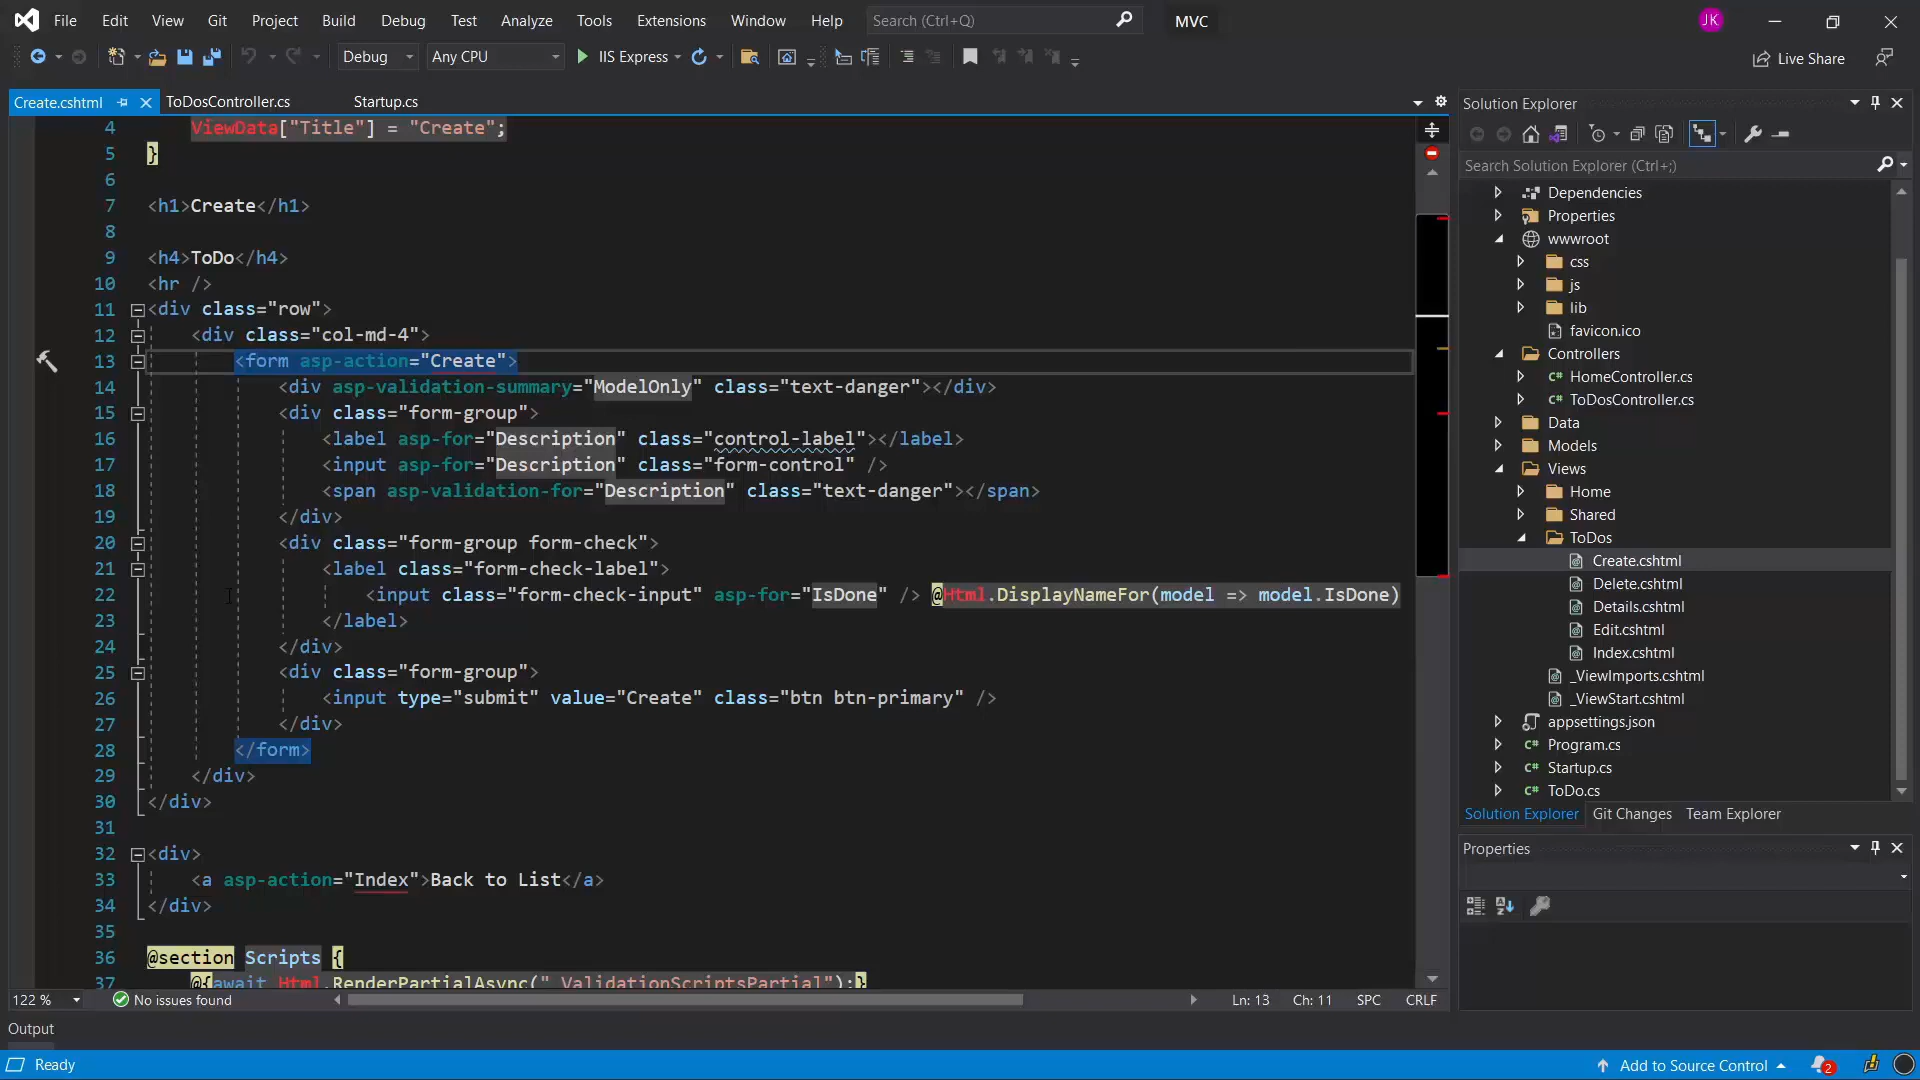 File Edit View Git Project Build Debug Test Analyze Tools Extensions Window Help Search (Ctrl+Q) MVC JK
Debug Any CPU IIS Express Live Share
Create.cshtml ToDosController.cs Startup.cs
4 ViewData["Title"] = "Create";
5 }
6
7 <h1>Create</h1>
8
9 <h4>ToDo</h4>
10 <hr />
11 <div class="row">
12 <div class="col-md-4">
13 <form asp-action="Create">
14 <div asp-validation-summary="ModelOnly" class="text-danger"></div>
15 <div class="form-group">
16 <label asp-for="Description" class="control-label"></label>
17 <input asp-for="Description" class="form-control" />
18 <span asp-validation-for="Description" class="text-danger"></span>
19 </div>
20 <div class="form-group form-check">
21 <label class="form-check-label">
22 <input class="form-check-input" asp-for="IsDone" /> @Html.DisplayNameFor(model => model.IsDone)
23 </label>
24 </div>
25 <div class="form-group">
26 <input type="submit" value="Create" class="btn btn-primary" />
27 </div>
28 </form>
29 </div>
30 </div>
31
32 <div>
33 <a asp-action="Index">Back to List</a>
34 </div>
35
36 @section Scripts {
37 @{await Html.RenderPartialAsync("_ValidationScriptsPartial");}
122 % No issues found Ln: 13 Ch: 11 SPC CRLF
Output
Ready Add to Source Control 2
Solution Explorer
Search Solution Explorer (Ctrl+;)
Dependencies
Properties
wwwroot
css
js
lib
favicon.ico
Controllers
C# HomeController.cs
C# ToDosController.cs
Data
Models
Views
Home
Shared
ToDos
Create.cshtml
Delete.cshtml
Details.cshtml
Edit.cshtml
Index.cshtml
_ViewImports.cshtml
_ViewStart.cshtml
appsettings.json
C# Program.cs
C# Startup.cs
C# ToDo.cs
Solution Explorer Git Changes Team Explorer
Properties